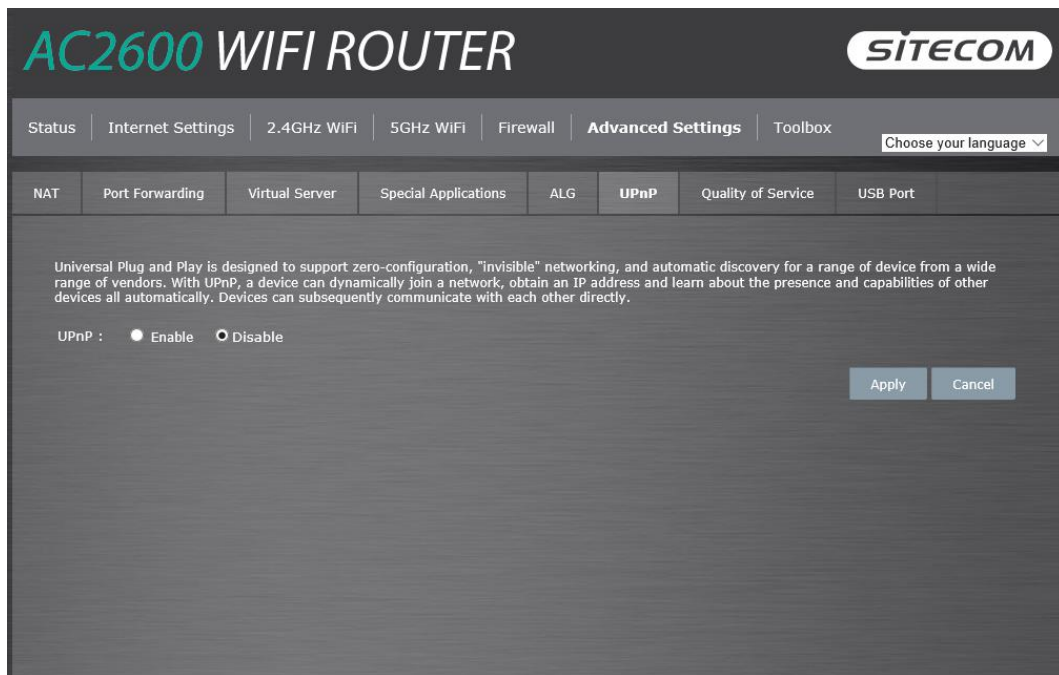 AC2600 WIFI ROUTER
SITECOM
Status Internet Settings 2.4GHz WiFi 5GHz WiFi Firewall Advanced Settings Toolbox
Choose your language
NAT Port Forwarding Virtual Server Special Applications ALG UPnP Quality of Service USB Port
Universal Plug and Play is designed to support zero-configuration, "invisible" networking, and automatic discovery for a range of device from a wide
range of vendors. With UPnP, a device can dynamically join a network, obtain an IP address and learn about the presence and capabilities of other
devices all automatically. Devices can subsequently communicate with each other directly.
UPnP : Enable Disable
Apply Cancel